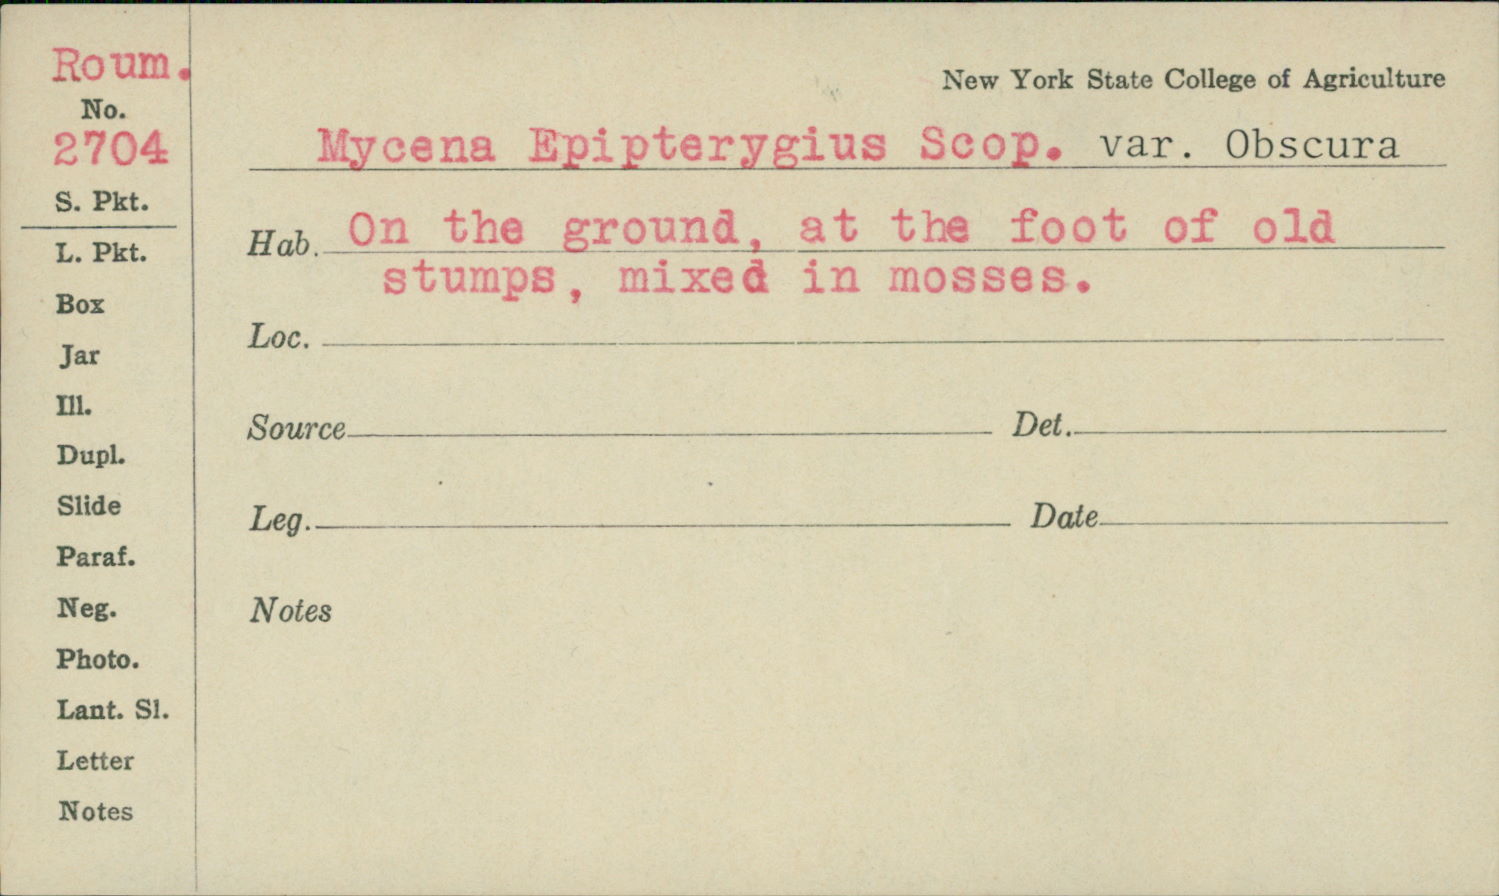 Roum.
No.
2704
S. Pkt.
L. Pkt.
Box
Jar
Ill.
Dupl.
Slide
Paraf.
Neg.
Photo.
Lant. Sl.
Letter
Notes
New York State College of Agriculture
Mycena Epipterygius Scop. var. Obscura
Hab. On the ground, at the foot of old
stumps, mixed in mosses.
Loc.
Source Det.
Leg. Date
Notes